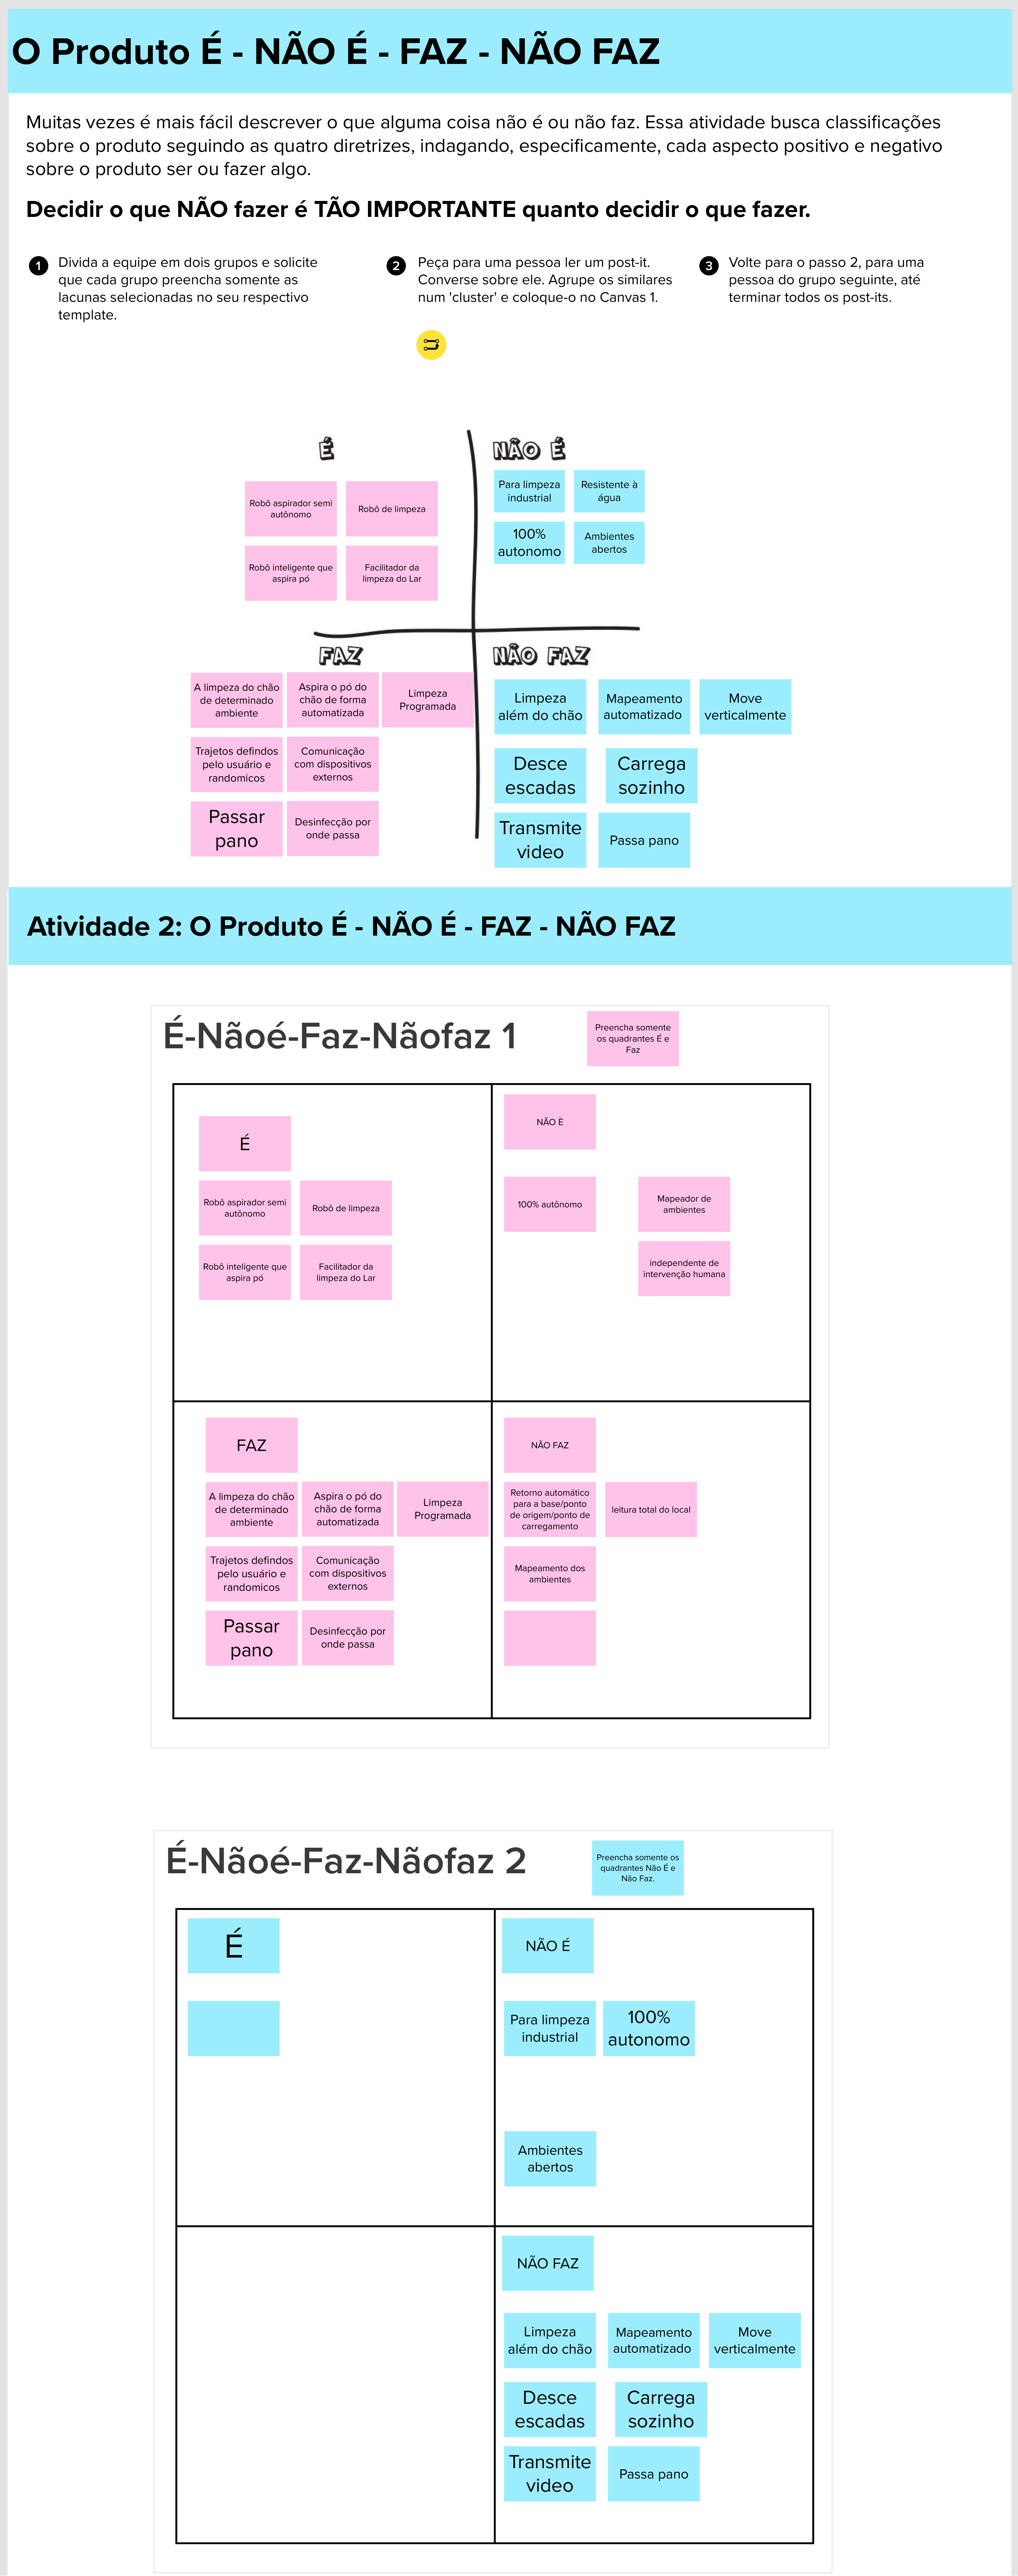 O Produto É - NÃO É - FAZ - NÃO FAZ
Muitas vezes é mais fácil descrever o que alguma coisa não é ou não faz. Essa atividade busca classificações
sobre o produto seguindo as quatro diretrizes, indagando, especificamente, cada aspecto positivo e negativo
sobre o produto ser ou fazer algo.
Decidir o que NÃO fazer é TÃO IMPORTANTE quanto decidir o que fazer.
1
Divida a equipe em dois grupos e solicite
que cada grupo preencha somente as
lacunas selecionadas no seu respectivo
template.
2
Peça para uma pessoa ler um post-it.
Converse sobre ele. Agrupe os similares
num 'cluster' e coloque-o no Canvas 1.
3
Volte para o passo 2, para uma
pessoa do grupo seguinte, até
terminar todos os post-its.
É
Robô aspirador semi
autônomo
Robô de limpeza
Robô inteligente que
aspira pó
Facilitador da
limpeza do Lar
NÃO É
Para limpeza
industrial
Resistente à
água
100%
autonomo
Ambientes
abertos
FAZ
A limpeza do chão
de determinado
ambiente
Aspira o pó do
chão de forma
automatizada
Limpeza
Programada
Trajetos defindos
pelo usuário e
randomicos
Comunicação
com dispositivos
externos
Passar
pano
Desinfecção por
onde passa
NÃO FAZ
Limpeza
além do chão
Mapeamento
automatizado
Move
verticalmente
Desce
escadas
Carrega
sozinho
Transmite
video
Passa pano
Atividade 2: O Produto É - NÃO É - FAZ - NÃO FAZ
É-Nãoé-Faz-Nãofaz 1
Preencha somente
os quadrantes É e
Faz
É
Robô aspirador semi
autônomo
Robô de limpeza
Robô inteligente que
aspira pó
Facilitador da
limpeza do Lar
NÃO È
100% autônomo
Mapeador de
ambientes
independente de
intervenção humana
FAZ
A limpeza do chão
de determinado
ambiente
Aspira o pó do
chão de forma
automatizada
Limpeza
Programada
Trajetos defindos
pelo usuário e
randomicos
Comunicação
com dispositivos
externos
Passar
pano
Desinfecção por
onde passa
NÃO FAZ
Retorno automático
para a base/ponto
de origem/ponto de
carregamento
leitura total do local
Mapeamento dos
ambientes
É-Nãoé-Faz-Nãofaz 2
Preencha somente os
quadrantes Não É e
Não Faz.
É
NÃO É
Para limpeza
industrial
100%
autonomo
Ambientes
abertos
NÃO FAZ
Limpeza
além do chão
Mapeamento
automatizado
Move
verticalmente
Desce
escadas
Carrega
sozinho
Transmite
video
Passa pano